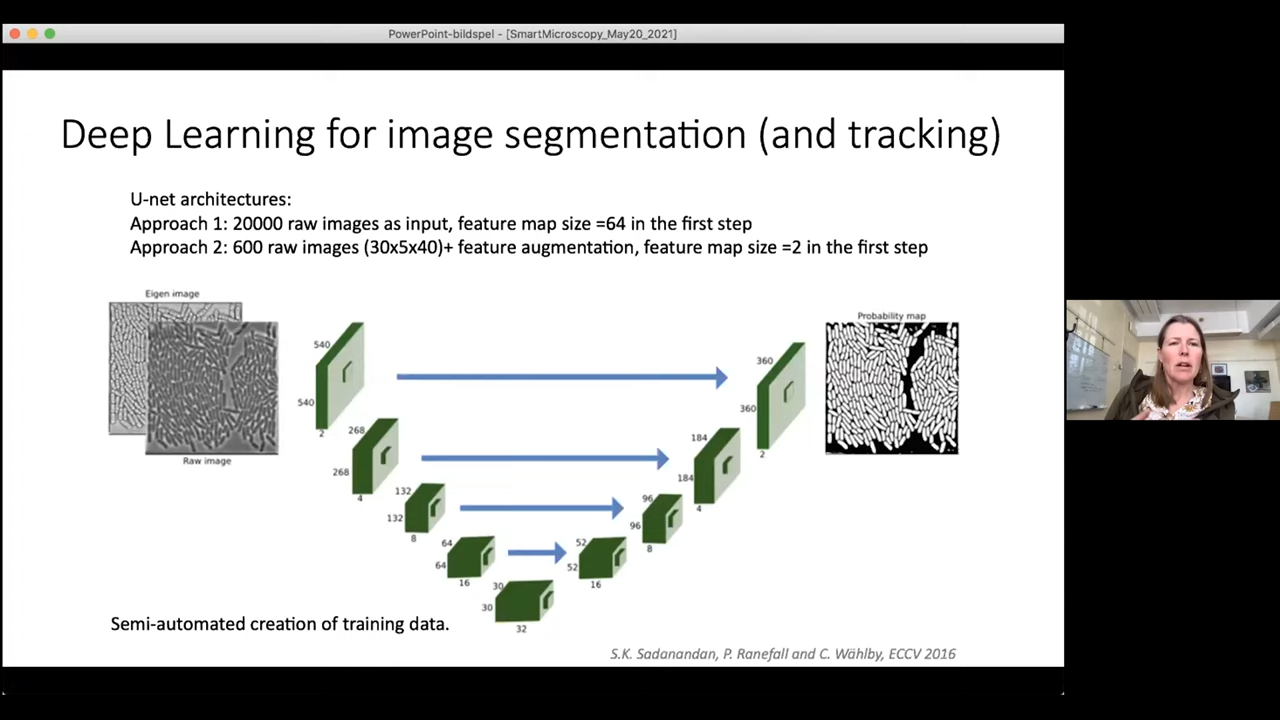 PowerPoint-bildspel - [SmartMicroscopy_May20_2021]
Deep Learning for image segmentation (and tracking)
U-net architectures:
Approach 1: 20000 raw images as input, feature map size =64 in the first step
Approach 2: 600 raw images (30x5x40)+ feature augmentation, feature map size =2 in the first step
Eigen image
Raw image
540
540
2
268
268
4
132
132
8
64
64
16
30
30
32
52
52
16
96
96
8
184
184
4
360
360
2
Probability map
Semi-automated creation of training data.
S.K. Sadanandan, P. Ranefall and C. Wählby, ECCV 2016